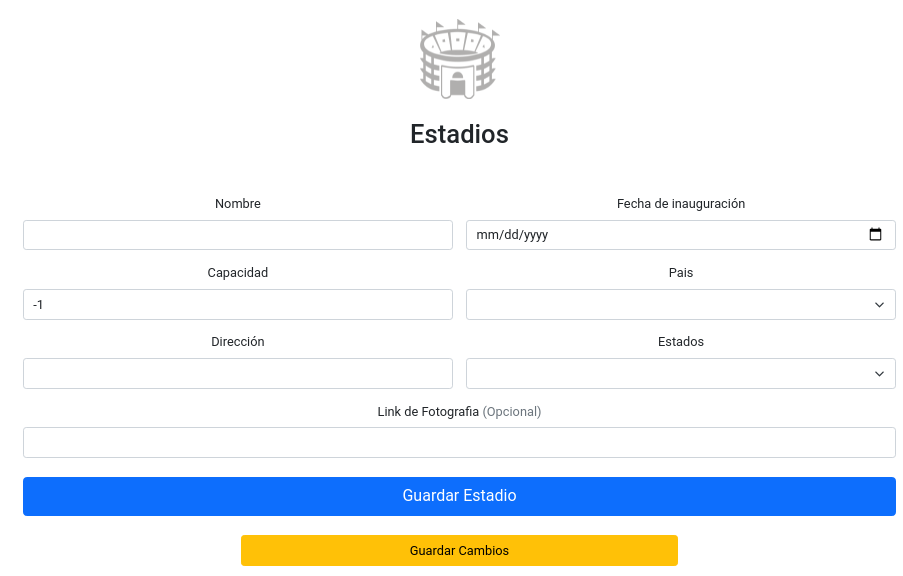 Estadios
Nombre
Fecha de inauguración
mm/dd/yyyy
Capacidad
Pais
-1
Dirección
Estados
Link de Fotografia (Opcional)
Guardar Estadio
Guardar Cambios